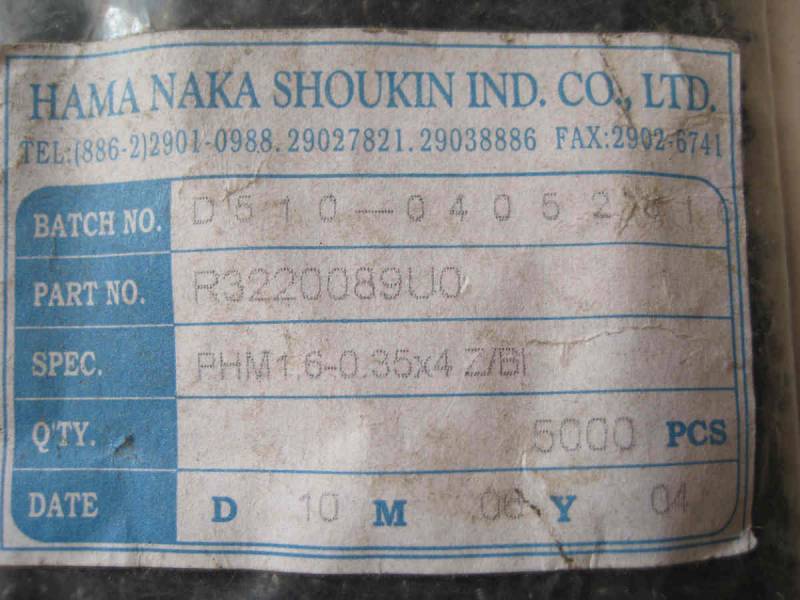 HAMA NAKA SHOUKIN IND. CO., LTD.
TEL:(886-2)2901-0988.29027821.29038886 FAX:2902-6741
BATCH NO.
PART NO. R3220089U0
SPEC. PHM1.6-0.35x4 Z/BI
Q'TY. 5000 PCS
DATE D 10 M 06 Y 04